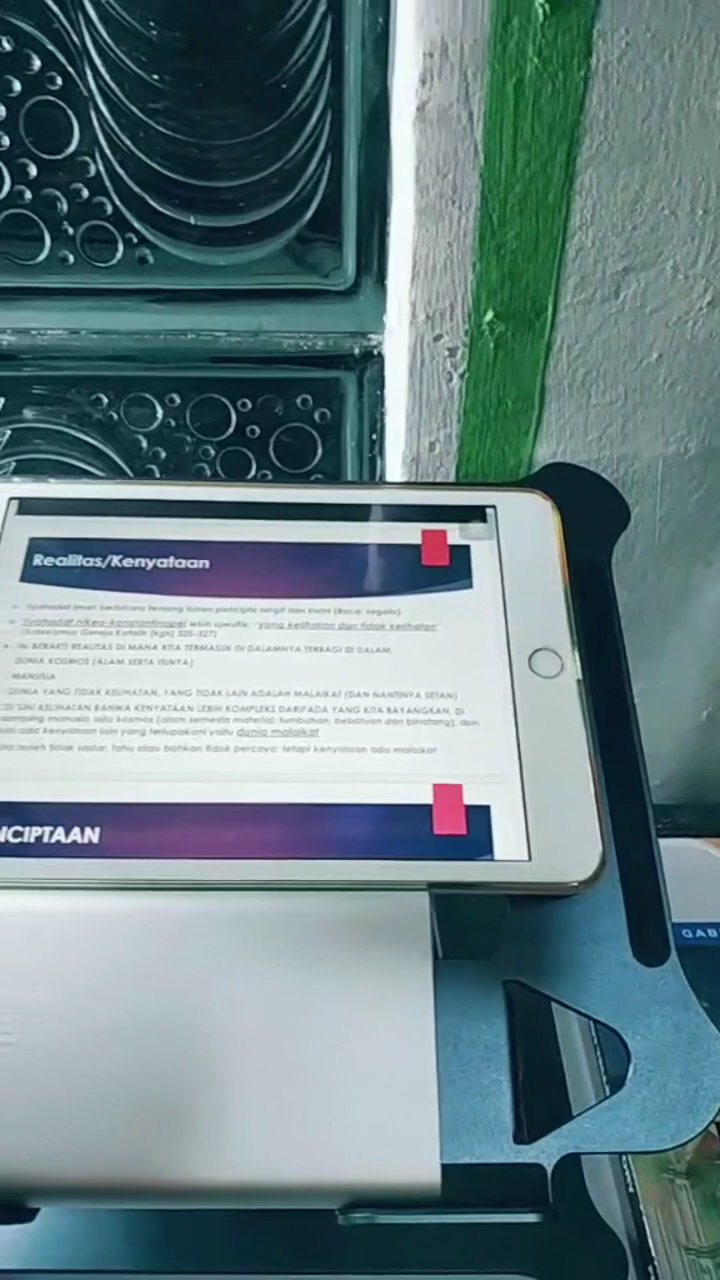 Realitas/Kenyataan
Syahadat iman berbicara tentang Tuhan pencipta langit dan bumi (Baca: segala)
Syahadat nikea-konstantinopel lebih spesifik: "yang kelihatan dan tidak kelihatan"
(Katekismus Gereja Katolik [kgk] 325-327)
INI BERARTI REALITAS DI MANA KITA TERMASUK DI DALAMNYA TERBAGI DI DALAM:
DUNIA KOSMOS (ALAM SERTA ISINYA)
MANUSIA
DUNIA YANG TIDAK KELIHATAN, YANG TIDAK LAIN ADALAH MALAIKAT (DAN NANTINYA SETAN)
DI SINI KELIHATAN BAHWA KENYATAAN LEBIH KOMPLEKS DARIPADA YANG KITA BAYANGKAN. DI
samping manusia ada kosmos (alam semesta material: tumbuhan, bebatuan dan binatang), dan
ada kenyataan lain yang terlupakan yaitu dunia malaikat
boleh tidak sadar, tahu atau bahkan tidak percaya: tetapi kenyataan ada malaikat
NCIPTAAN
GAB